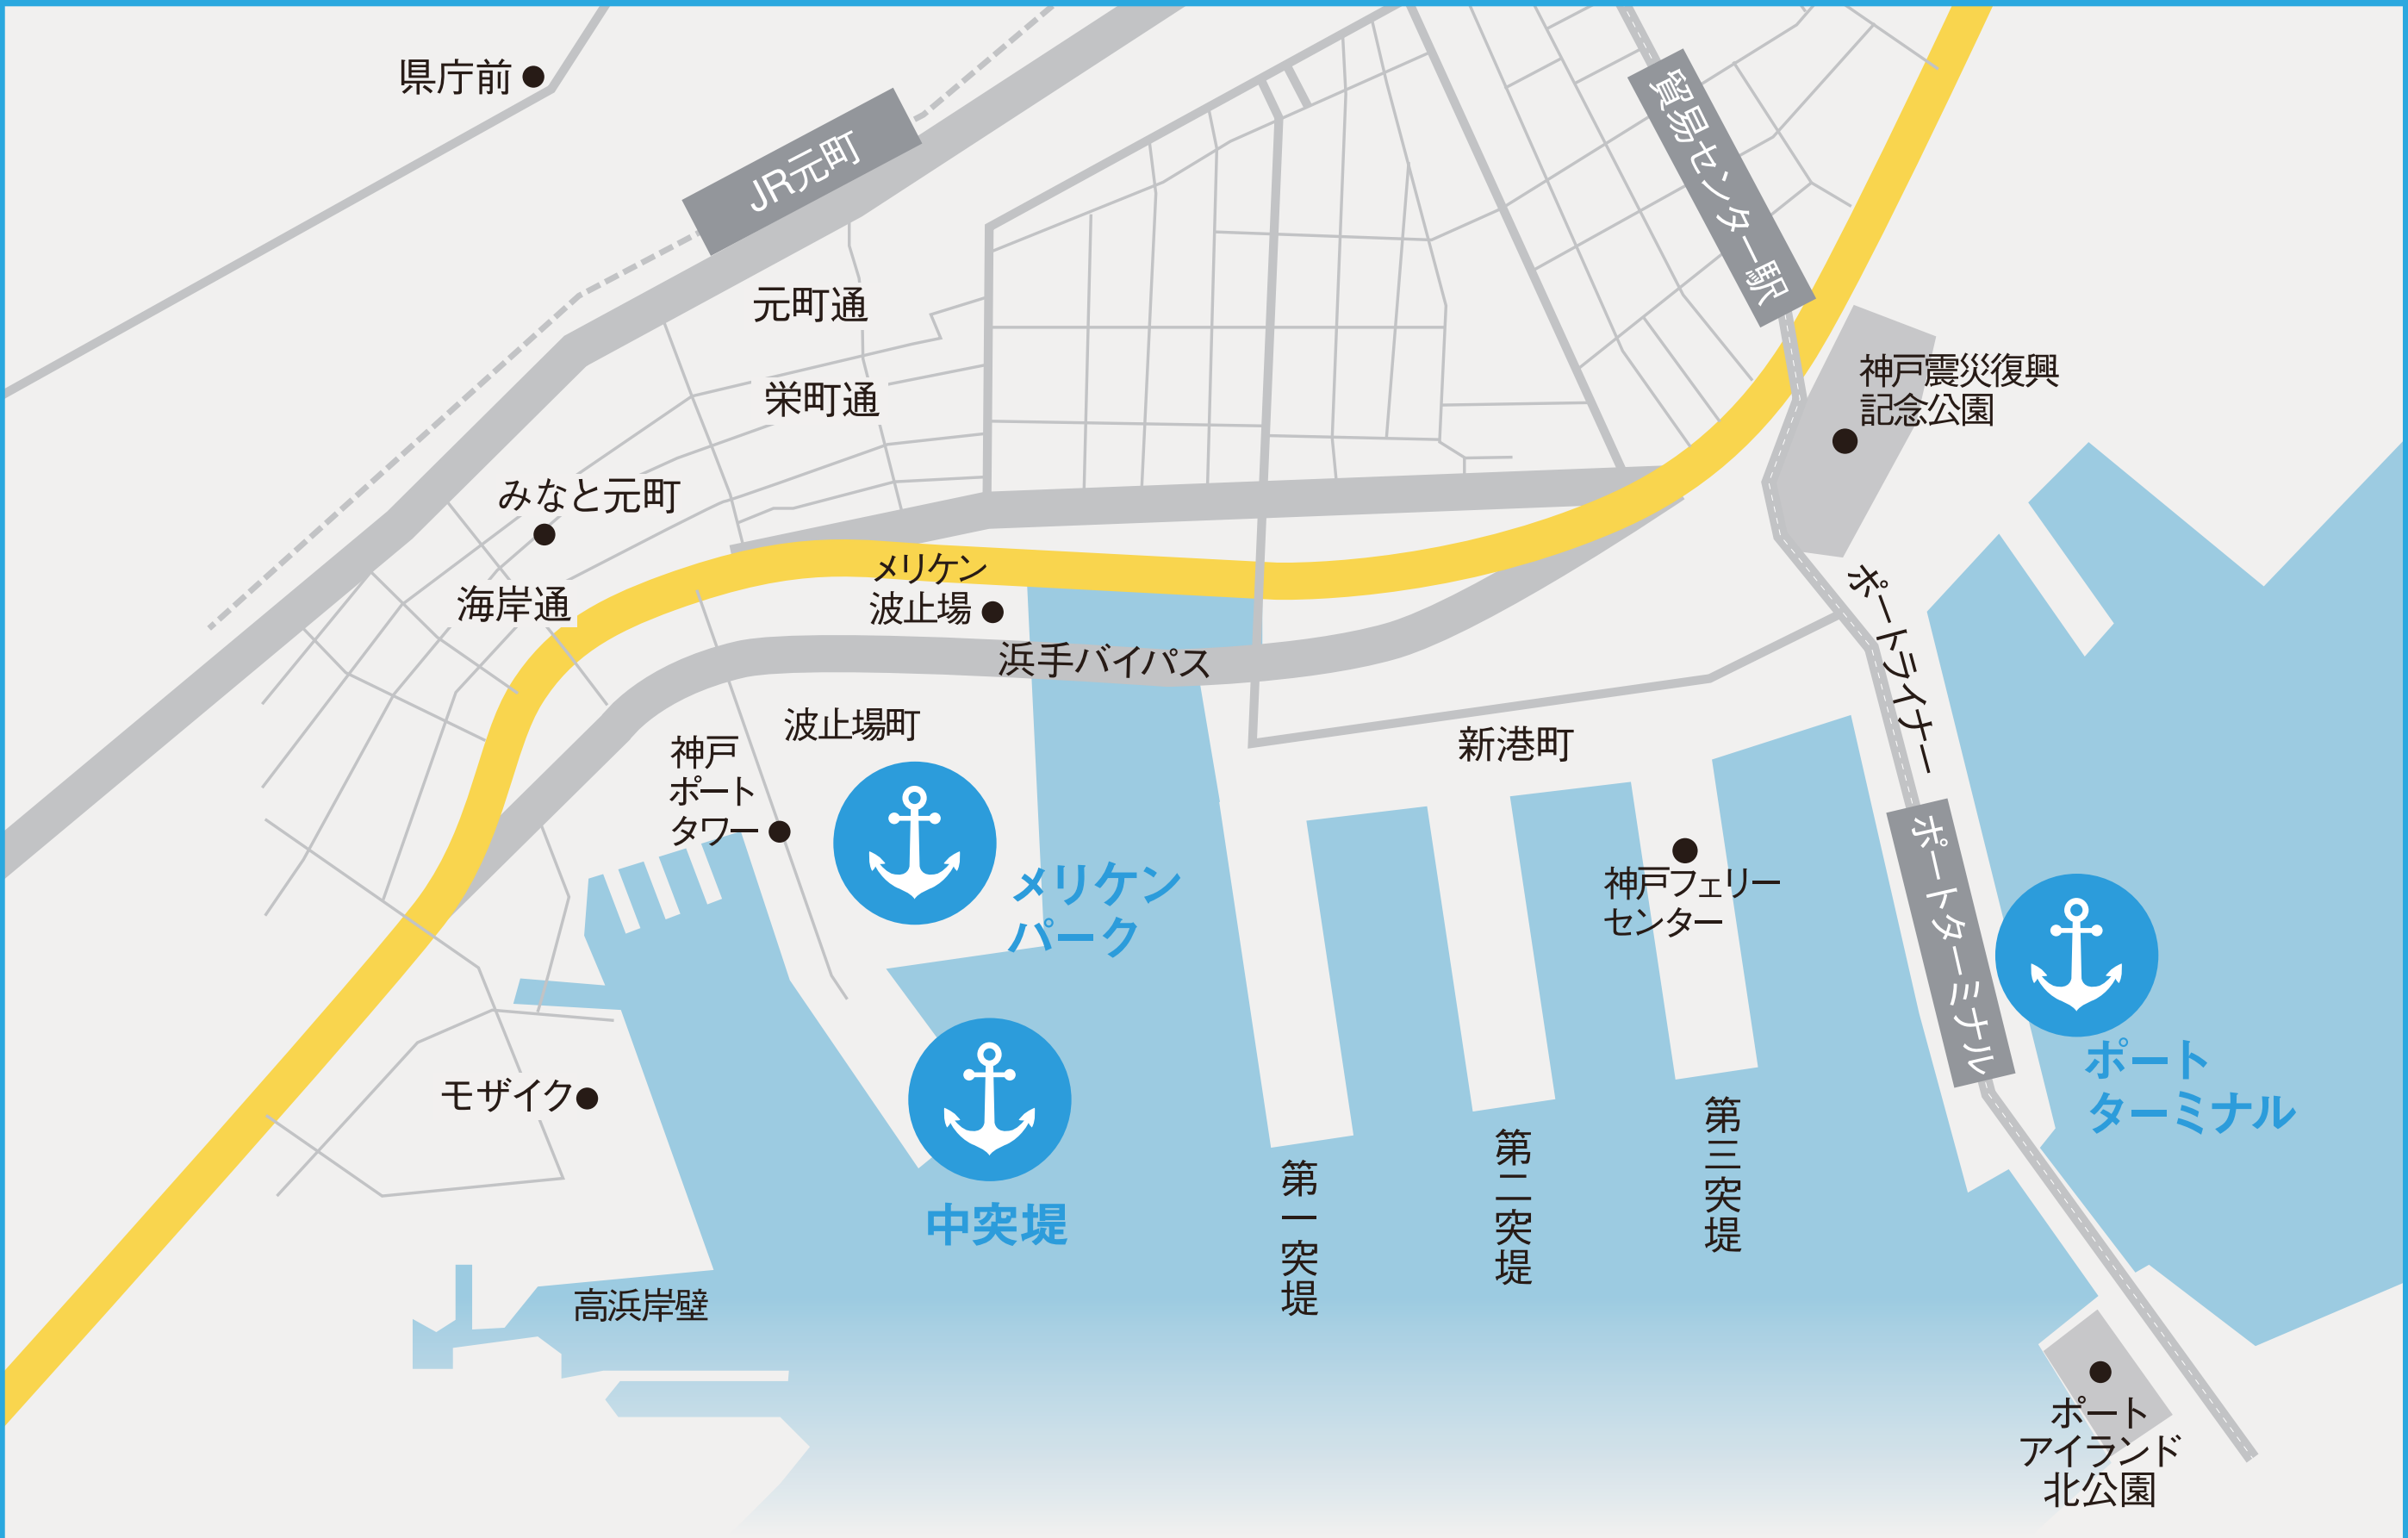 県庁前
JR元町
貿易センター駅
元町通
神戸震災復興
記念公園
栄町通
みなと元町
メリケン
波止場
海岸通
ポートライナー
浜手バイパス
波止場町
新港町
神戸
ポート
タワー
メリケン
パーク
神戸フェリー
センター
ポートターミナル
ポート
ターミナル
モザイク
中突堤
第一突堤
第二突堤
第三突堤
高浜岸壁
ポート
アイランド
北公園